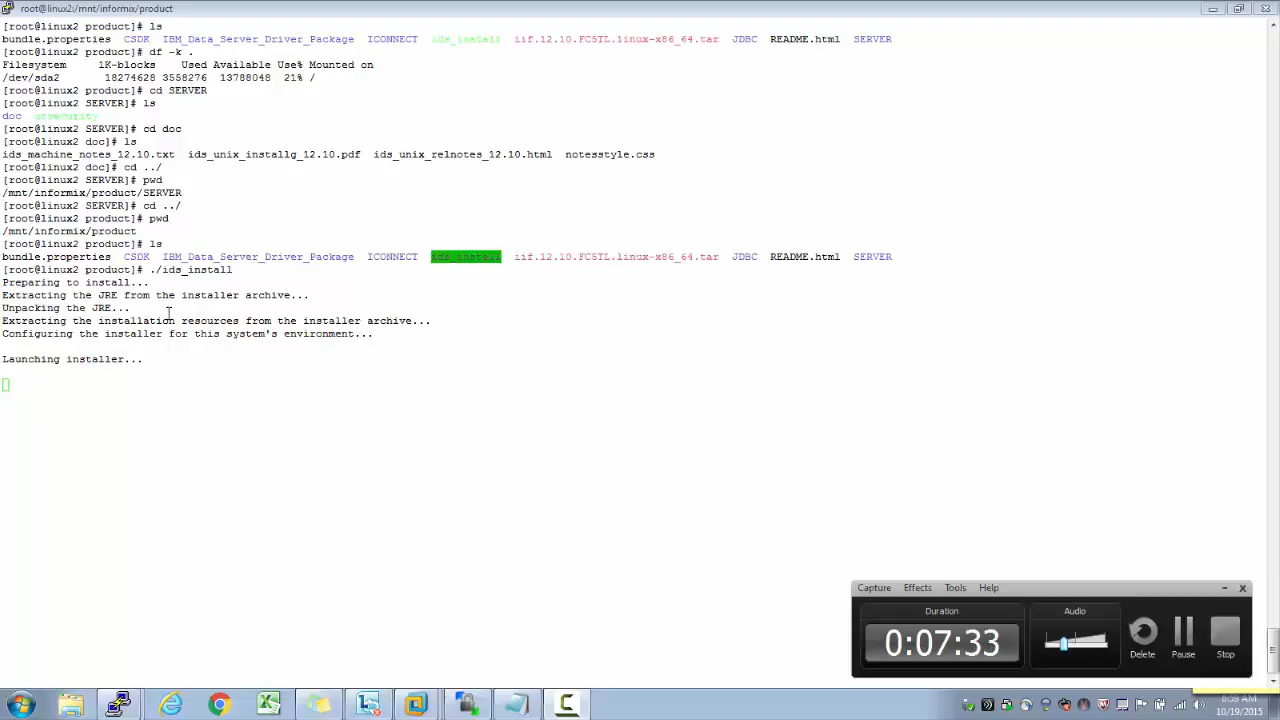 root@linux2:/mnt/informix/product
[root@linux2 product]# ls
bundle.properties CSDK IBM_Data_Server_Driver_Package ICONNECT ids_install iif.12.10.FC5TL.linux-x86_64.tar JDBC README.html SERVER
[root@linux2 product]# df -k .
Filesystem 1K-blocks Used Available Use% Mounted on
/dev/sda2 18274628 3558276 13788048 21% /
[root@linux2 product]# cd SERVER
[root@linux2 SERVER]# ls
doc gssecurity
[root@linux2 SERVER]# cd doc
[root@linux2 doc]# ls
ids_machine_notes_12.10.txt ids_unix_installg_12.10.pdf ids_unix_relnotes_12.10.html notesstyle.css
[root@linux2 doc]# cd ../
[root@linux2 SERVER]# pwd
/mnt/informix/product/SERVER
[root@linux2 SERVER]# cd ../
[root@linux2 product]# pwd
/mnt/informix/product
[root@linux2 product]# ls
bundle.properties CSDK IBM_Data_Server_Driver_Package ICONNECT ids_install iif.12.10.FC5TL.linux-x86_64.tar JDBC README.html SERVER
[root@linux2 product]# ./ids_install
Preparing to install...
Extracting the JRE from the installer archive...
Unpacking the JRE...
Extracting the installation resources from the installer archive...
Configuring the installer for this system's environment...
Launching installer...
Capture Effects Tools Help
Duration Audio
0:07:33
Delete Pause Stop
6:59 AM
10/19/2015